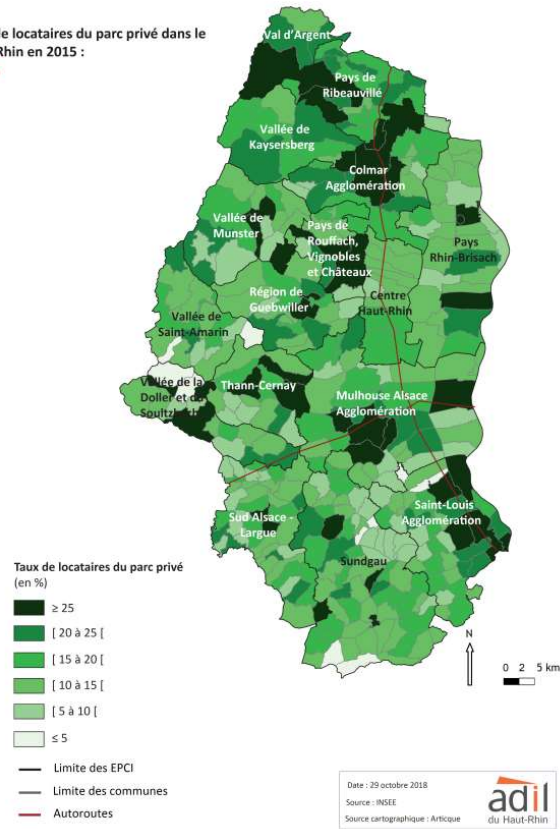 de locataires du parc privé dans le
Rhin en 2015 :
Val d'Argent
Pays de
Ribeauvillé
Vallée de
Kaysersberg
Colmar
Agglomération
Vallée de
Munster
Pays de
Rouffach,
Vignobles
et Châteaux
Pays
Rhin-Brisach
Région de
Guebwiller
Centre
Haut-Rhin
Vallée de
Saint-Amarin
Vallée de la
Doller et du
Thann-Cernay
Mulhouse Alsace
Agglomération
Saint-Louis
Agglomération
Sud Alsace -
Largue
Sundgau
Taux de locataires du parc privé
(en %)
≥ 25
[ 20 à 25 [
[ 15 à 20 [
[ 10 à 15 [
[ 5 à 10 [
≤ 5
Limite des EPCI
Limite des communes
Autoroutes
N
0 2 5 km
Date : 29 octobre 2018
Source : INSEE
Source cartographique : Articque
adil
du Haut-Rhin